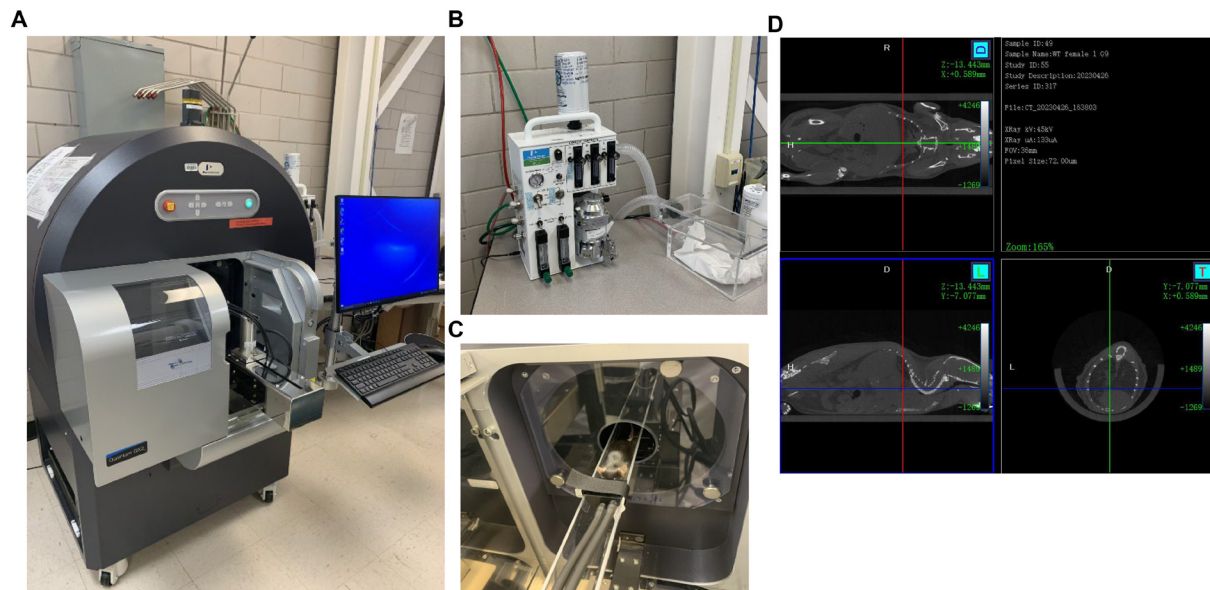 A
B
C
D
Quantum GX2
R
D
Z:-13.443mm
X:+0.589mm
+4246
+1489
-1269
H
Sample ID:49
Sample Name:WT female 1 G9
Study ID:55
Study Description:20230426
Series ID:317
File:CT_20230426_153803
XRay kV:45kV
XRay uA:133uA
FOV:36mm
Pixel Size:72.00um
Zoom:165%
D
L
Z:-13.443mm
Y:-7.077mm
+4246
+1489
-1269
H
D
T
Y:-7.077mm
X:+0.589mm
+4246
+1489
-1269
L